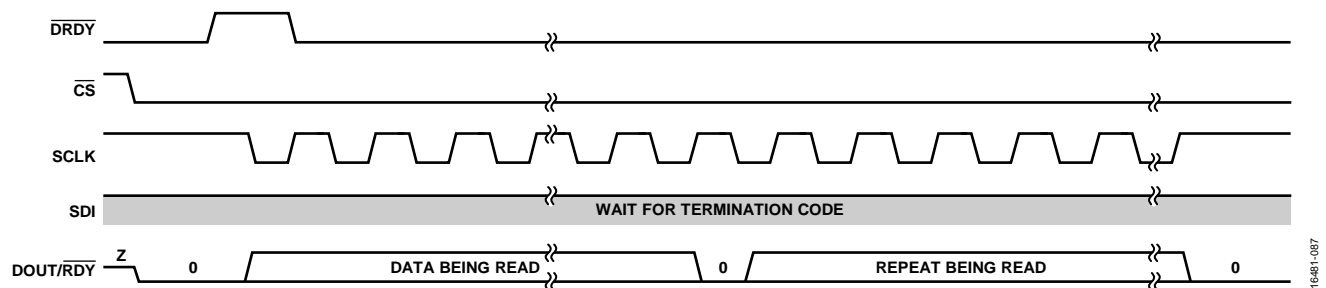 DRDY
CS
SCLK
SDI WAIT FOR TERMINATION CODE
DOUT/RDY Z 0 DATA BEING READ 0 REPEAT BEING READ 0
16481-087